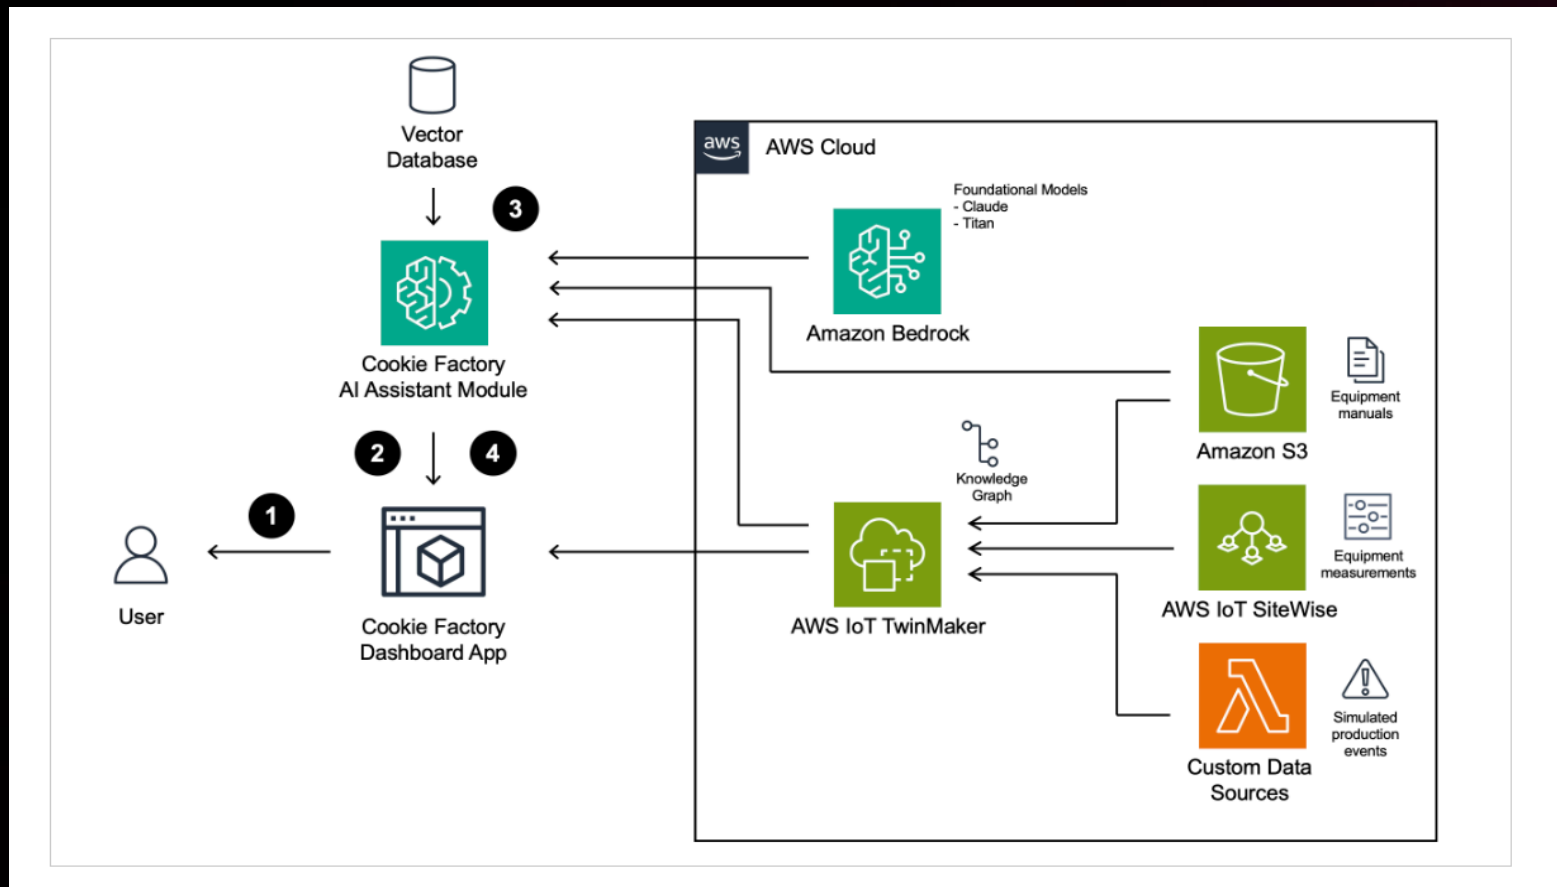 Vector
Database
3
Cookie Factory
AI Assistant Module
2
4
1
User
Cookie Factory
Dashboard App
aws
AWS Cloud
Foundational Models
- Claude
- Titan
Amazon Bedrock
Amazon S3
Equipment
manuals
Knowledge
Graph
AWS IoT TwinMaker
AWS IoT SiteWise
Equipment
measurements
Custom Data
Sources
Simulated
production
events